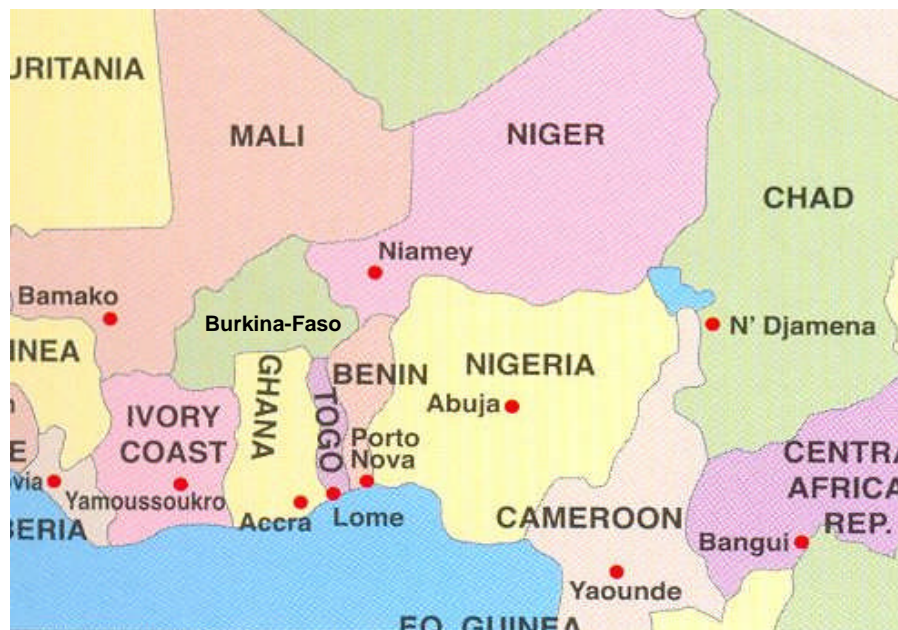 URITANIA
MALI
NIGER
CHAD
Niamey
Bamako
Burkina-Faso
N' Djamena
INEA
GHANA
TOGO
BENIN
NIGERIA
Abuja
IVORY
COAST
Porto
Nova
E
via
Yamoussoukro
BERIA
Accra
Lome
CAMEROON
CENTRA
AFRICA
REP.
Bangui
Yaounde
EQ. GUINEA